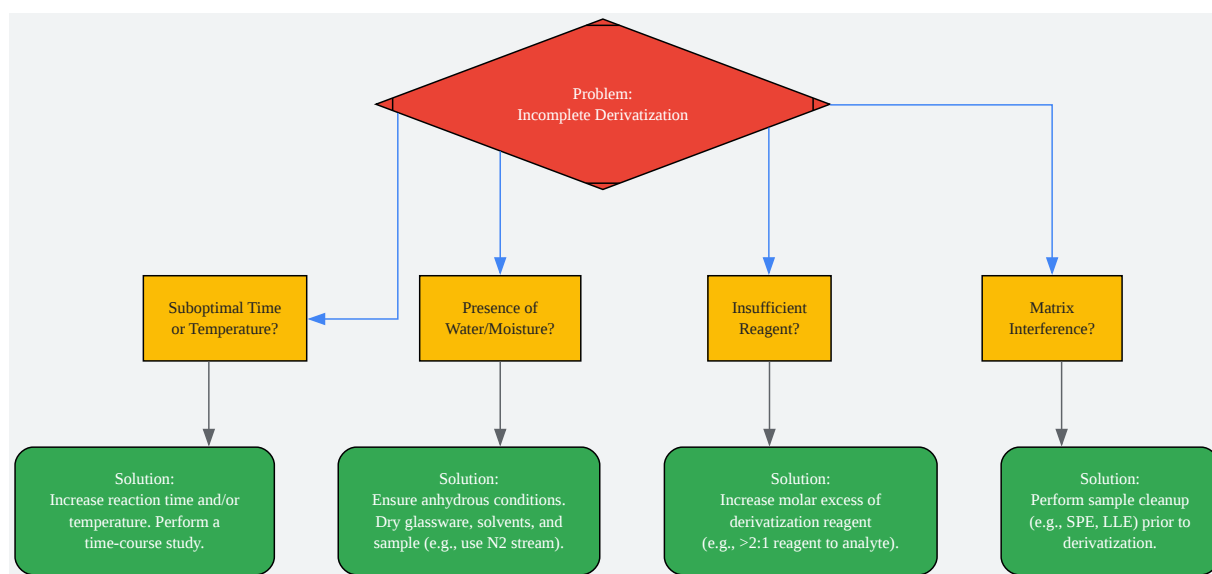 Problem:
Incomplete Derivatization
Suboptimal Time
or Temperature?
Presence of
Water/Moisture?
Insufficient
Reagent?
Matrix
Interference?
Solution:
Increase reaction time and/or
temperature. Perform a
time-course study.
Solution:
Ensure anhydrous conditions.
Dry glassware, solvents, and
sample (e.g., use N2 stream).
Solution:
Increase molar excess of
derivatization reagent
(e.g., >2:1 reagent to analyte).
Solution:
Perform sample cleanup
(e.g., SPE, LLE) prior to
derivatization.